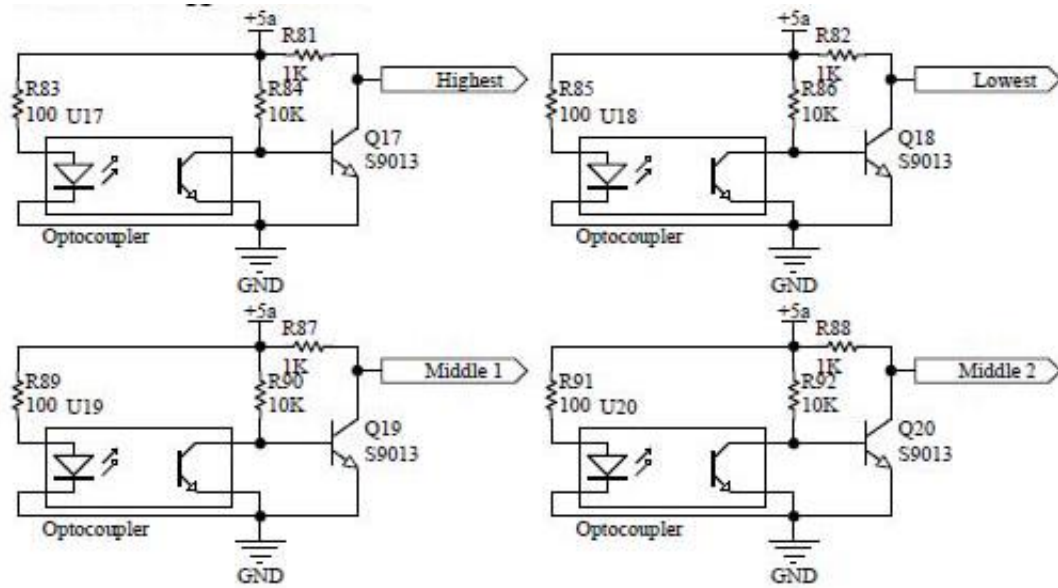 +5a
R81
1K
Highest
R83
100
U17
R84
10K
Q17
S9013
Optocoupler
GND
+5a
R82
1K
Lowest
R85
100
U18
R86
10K
Q18
S9013
Optocoupler
GND
+5a
R87
1K
Middle 1
R89
100
U19
R90
10K
Q19
S9013
Optocoupler
GND
+5a
R88
1K
Middle 2
R91
100
U20
R92
10K
Q20
S9013
Optocoupler
GND